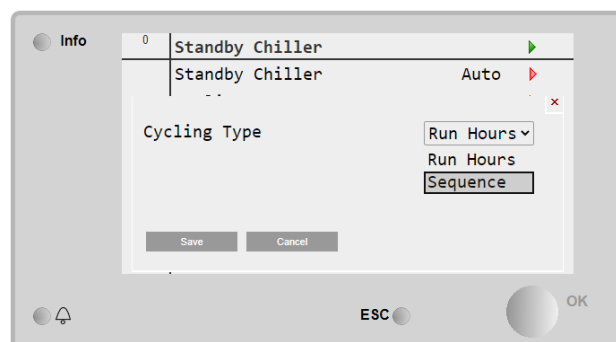 Info
0
Standby Chiller
Standby Chiller Auto
×
Cycling Type Run Hours
Run Hours
Sequence
Save Cancel
ESC
OK